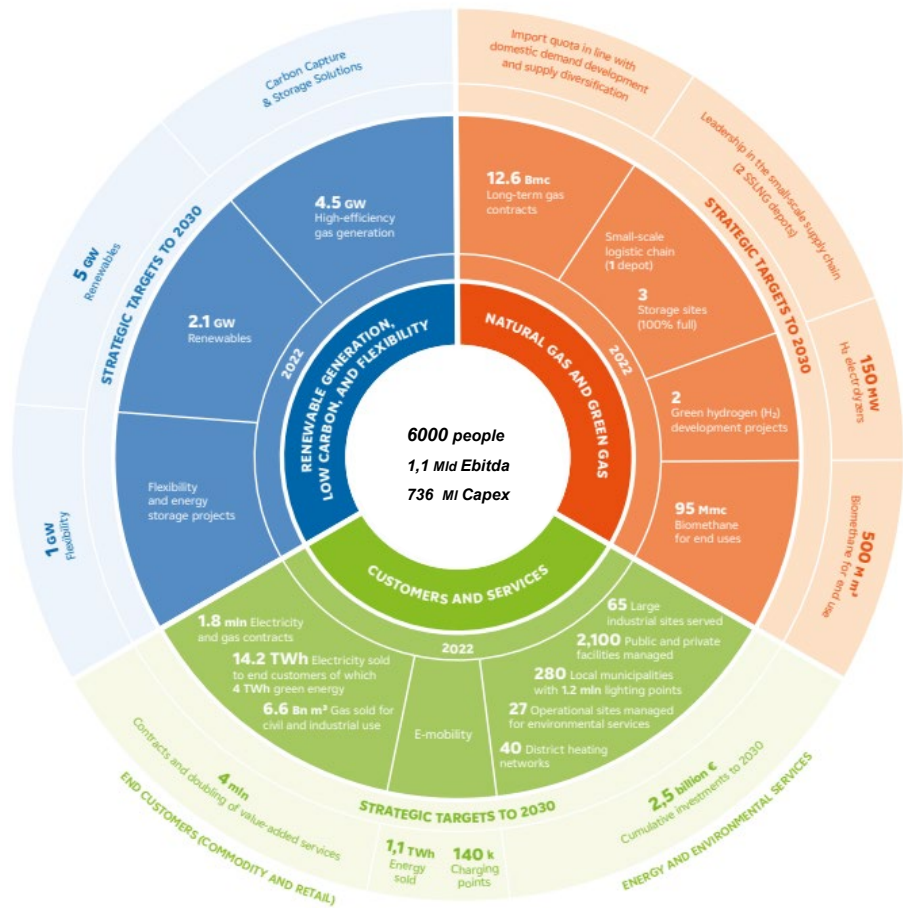 6000 people
1,1 Mld Ebitda
736 Ml Capex
RENEWABLE GENERATION,
LOW CARBON, AND FLEXIBILITY
2022
4.5 GW
High-efficiency
gas generation
2.1 GW
Renewables
Flexibility
and energy
storage projects
STRATEGIC TARGETS TO 2030
Carbon Capture
& Storage Solutions
5 GW
Renewables
1 GW
Flexibility
NATURAL GAS AND GREEN GAS
2022
12.6 Bmc
Long-term gas
contracts
Small-scale
logistic chain
(1 depot)
3
Storage sites
(100% full)
2
Green hydrogen (H₂)
development projects
95 Mmc
Biomethane
for end uses
STRATEGIC TARGETS TO 2030
Import quota in line with
domestic demand development
and supply diversification
Leadership in the small-scale supply chain
(2 SSLNG depots)
150 MW
H₂ electrolyzers
500 M m³
Biomethane for end use
CUSTOMERS AND SERVICES
2022
1.8 mln Electricity
and gas contracts
14.2 TWh Electricity sold
to end customers of which
4 TWh green energy
6.6 Bn m³ Gas sold for
civil and industrial use
E-mobility
65 Large
industrial sites served
2,100 Public and private
facilities managed
280 Local municipalities
with 1.2 mln lighting points
27 Operational sites managed
for environmental services
40 District heating
networks
STRATEGIC TARGETS TO 2030
4 mln
Contracts and doubling of value-added services
END CUSTOMERS (COMMODITY AND RETAIL)
1,1 TWh
Energy
sold
140 k
Charging
points
2,5 billion €
Cumulative investments to 2030
ENERGY AND ENVIRONMENTAL SERVICES